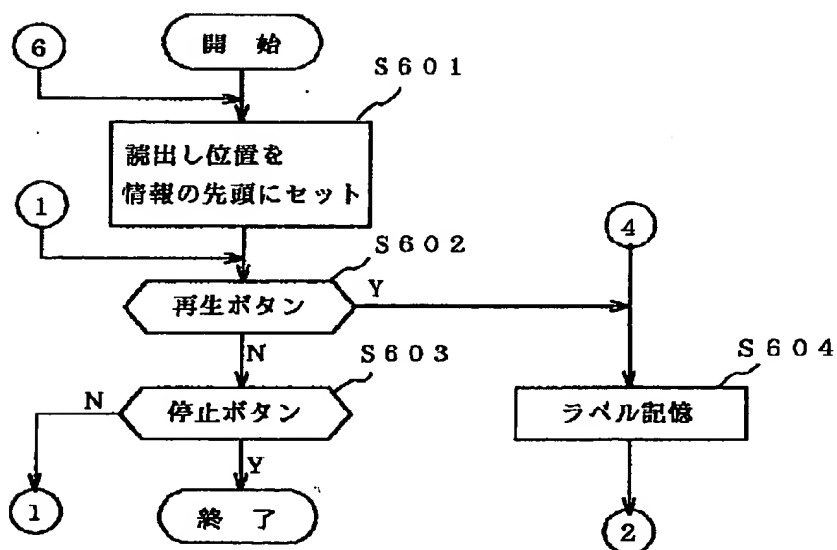 ⑥
開 始
S601
読出し位置を
情報の先頭にセット
①
④
S602
再生ボタン
Y
N
S603
S604
N
停止ボタン
ラベル記憶
Y
①
終 了
②